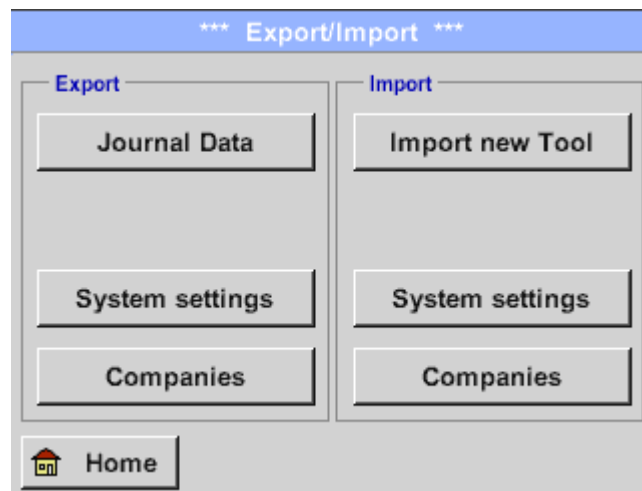 *** Export/Import ***
Export
Journal Data
System settings
Companies
Import
Import new Tool
System settings
Companies
Home